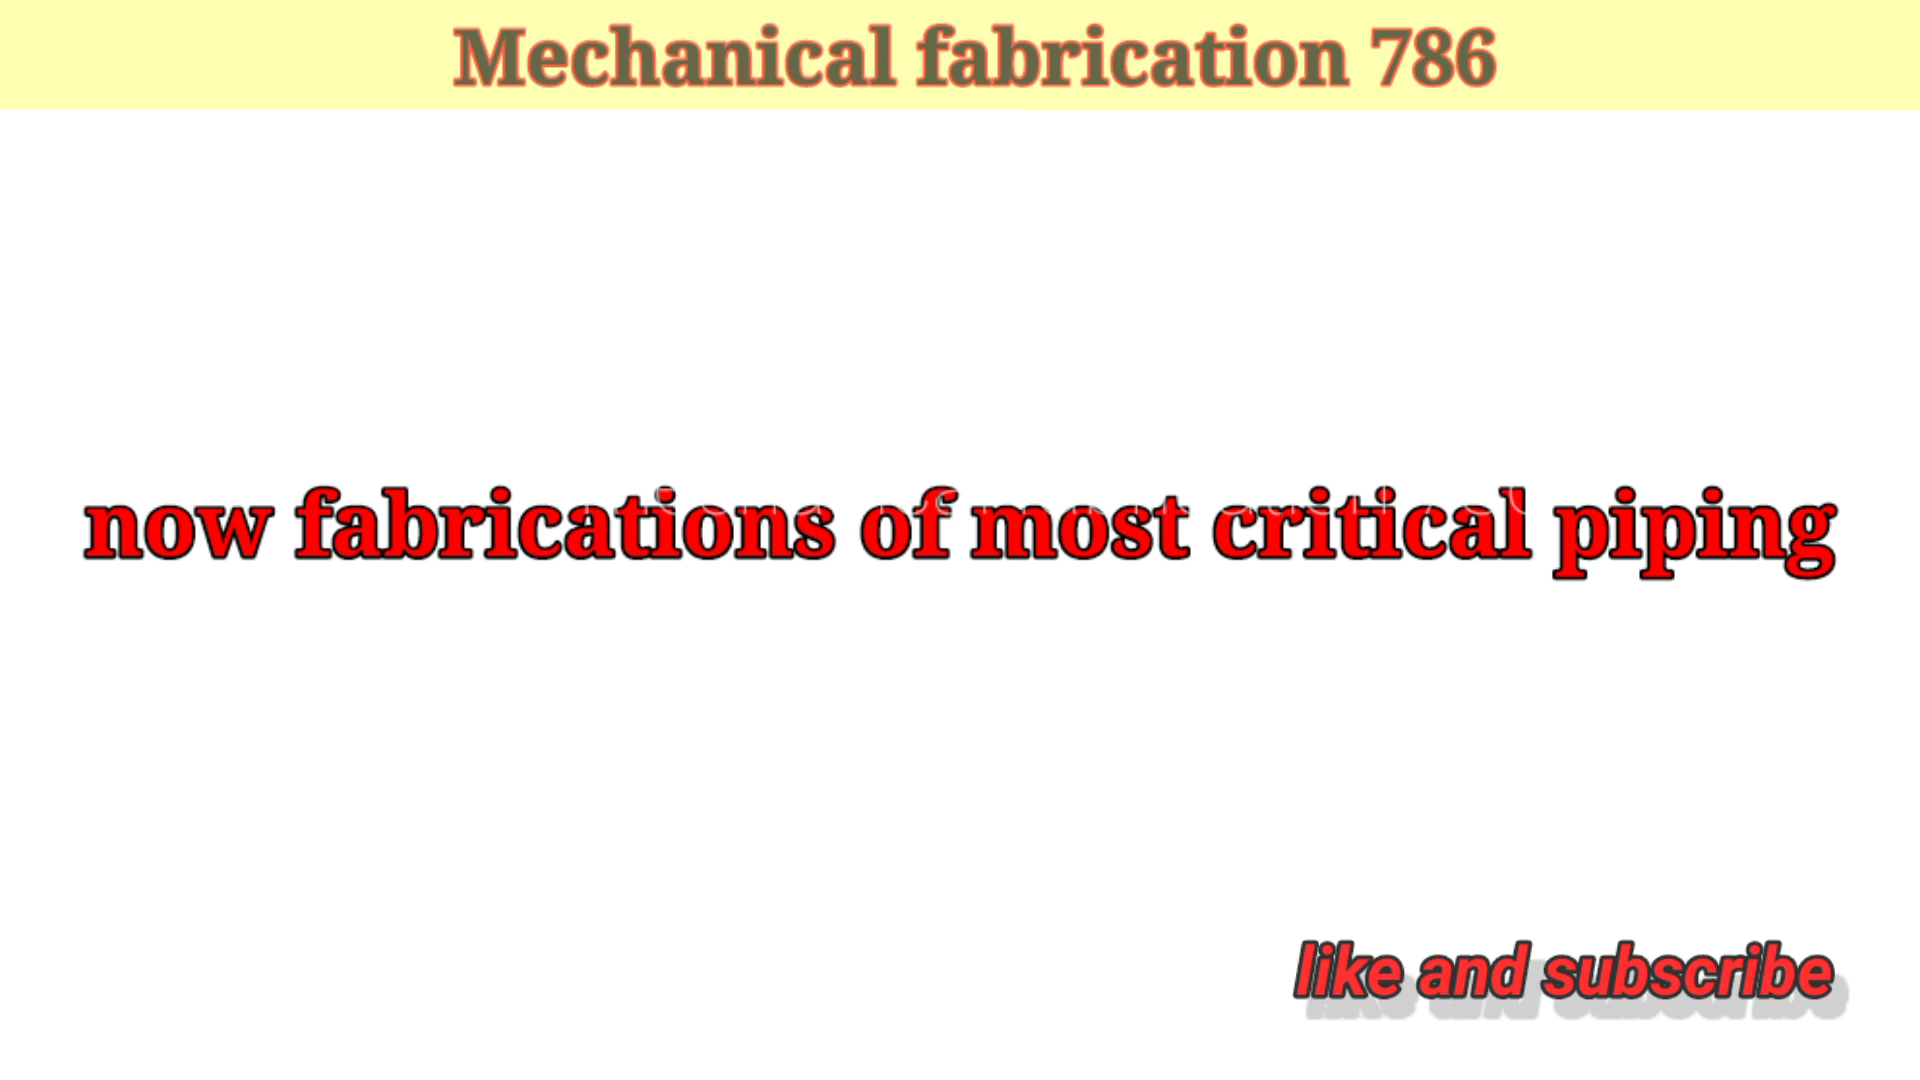 Mechanical fabrication 786
now fabrications of most critical piping
like and subscribe